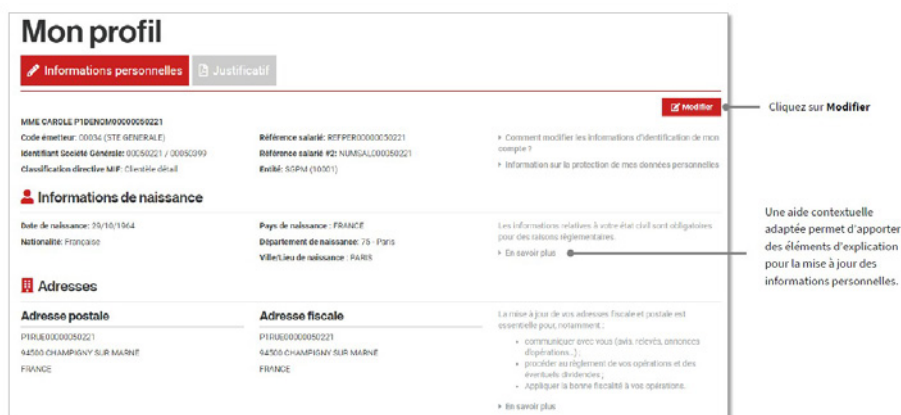 Mon profil
Informations personnelles
Justificatif
Modifier
Cliquez sur Modifier
MME CAROLE P1DENOM00000050221
Code émetteur: 00034 (STE GENERALE)
Identifiant Société Générale: 00050221 / 00050399
Classification directive MIF: Clientèle détail
Référence salarié: REFPER00000050221
Référence salarié #2: NUMSAL000050221
Entité: SGPM (10001)
Comment modifier les informations d'identification de mon
compte ?
Information sur la protection de mes données personnelles
Informations de naissance
Date de naissance: 29/10/1964
Nationalité: Française
Pays de naissance : FRANCE
Département de naissance: 75 - Paris
Ville/Lieu de naissance : PARIS
Les informations relatives à votre état civil sont obligatoires
pour des raisons réglementaires.
En savoir plus
Une aide contextuelle
adaptée permet d'apporter
des éléments d'explication
pour la mise à jour des
informations personnelles.
Adresses
Adresse postale
P1RUE00000050221
94500 CHAMPIGNY SUR MARNE
FRANCE
Adresse fiscale
P1RUE00000050221
94500 CHAMPIGNY SUR MARNE
FRANCE
La mise à jour de vos adresses fiscale et postale est
essentielle pour, notamment :
communiquer avec vous (avis, relevés, annonces
d'opérations...) ;
procéder au règlement de vos opérations et des
éventuels dividendes ;
Appliquer la bonne fiscalité à vos opérations.
En savoir plus